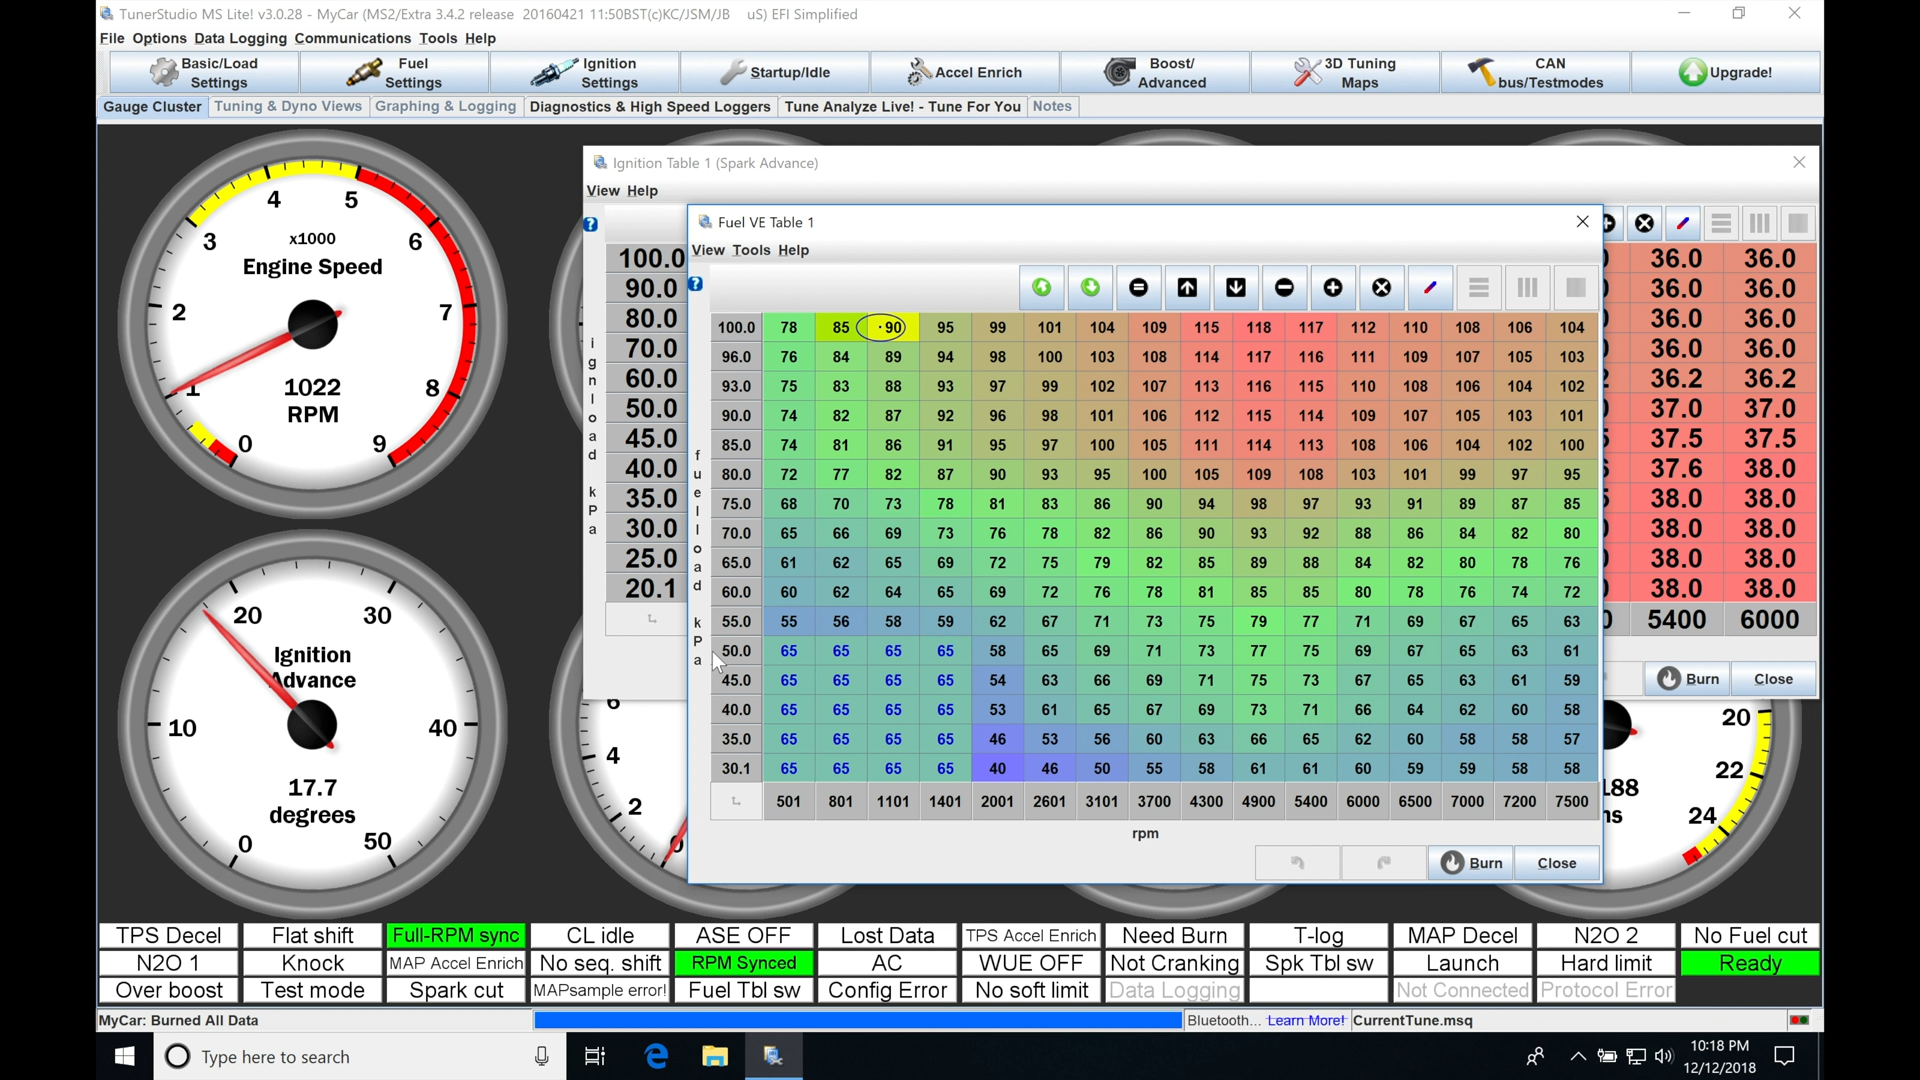 TunerStudio MS Lite! v3.0.28 - MyCar (MS2/Extra 3.4.2 release   20160421 11:50BST(c)KC/JSM/JB    uS) EFI Simplified
File Options Data Logging Communications Tools Help
Basic/Load Settings
Fuel Settings
Ignition Settings
Startup/Idle
Accel Enrich
Boost/ Advanced
3D Tuning Maps
CAN bus/Testmodes
Upgrade!
Gauge Cluster Tuning & Dyno Views Graphing & Logging Diagnostics & High Speed Loggers Tune Analyze Live! - Tune For You Notes
0 1 2 3 4 5 6 7 8 9
x1000
Engine Speed
1022
RPM
0 10 20 30 40 50
Ignition
Advance
17.7
degrees
Ignition Table 1 (Spark Advance)
View Help
ignload kPa
100.0 36.0 36.0
90.0 36.0 36.0
80.0 36.0 36.0
70.0 36.0 36.0
60.0 36.2 36.2
50.0 37.0 37.0
45.0 37.5 37.5
40.0 37.6 38.0
35.0 38.0 38.0
30.0 38.0 38.0
25.0 38.0 38.0
20.1 38.0 38.0
5400 6000
Burn Close
Fuel VE Table 1
View Tools Help
fuelload kPa
100.0 78 85 90 95 99 101 104 109 115 118 117 112 110 108 106 104
96.0 76 84 89 94 98 100 103 108 114 117 116 111 109 107 105 103
93.0 75 83 88 93 97 99 102 107 113 116 115 110 108 106 104 102
90.0 74 82 87 92 96 98 101 106 112 115 114 109 107 105 103 101
85.0 74 81 86 91 95 97 100 105 111 114 113 108 106 104 102 100
80.0 72 77 82 87 90 93 95 100 105 109 108 103 101 99 97 95
75.0 68 70 73 78 81 83 86 90 94 98 97 93 91 89 87 85
70.0 65 66 69 73 76 78 82 86 90 93 92 88 86 84 82 80
65.0 61 62 65 69 72 75 79 82 85 89 88 84 82 80 78 76
60.0 60 62 64 65 69 72 76 78 81 85 85 80 78 76 74 72
55.0 55 56 58 59 62 67 71 73 75 79 77 71 69 67 65 63
50.0 65 65 65 65 58 65 69 71 73 77 75 69 67 65 63 61
45.0 65 65 65 65 54 63 66 69 71 75 73 67 65 63 61 59
40.0 65 65 65 65 53 61 65 67 69 73 71 66 64 62 60 58
35.0 65 65 65 65 46 53 56 60 63 66 65 62 60 58 58 57
30.1 65 65 65 65 40 46 50 55 58 61 61 60 59 59 58 58
501 801 1101 1401 2001 2601 3101 3700 4300 4900 5400 6000 6500 7000 7200 7500
rpm
Burn Close
4
2
20
22
24
TPS Decel Flat shift Full-RPM sync CL idle ASE OFF Lost Data TPS Accel Enrich Need Burn T-log MAP Decel N2O 2 No Fuel cut
N2O 1 Knock MAP Accel Enrich No seq. shift RPM Synced AC WUE OFF Not Cranking Spk Tbl sw Launch Hard limit Ready
Over boost Test mode Spark cut MAPsample error! Fuel Tbl sw Config Error No soft limit Data Logging Not Connected Protocol Error
MyCar: Burned All Data
Bluetooth... Learn More! CurrentTune.msq
Type here to search
10:18 PM
12/12/2018